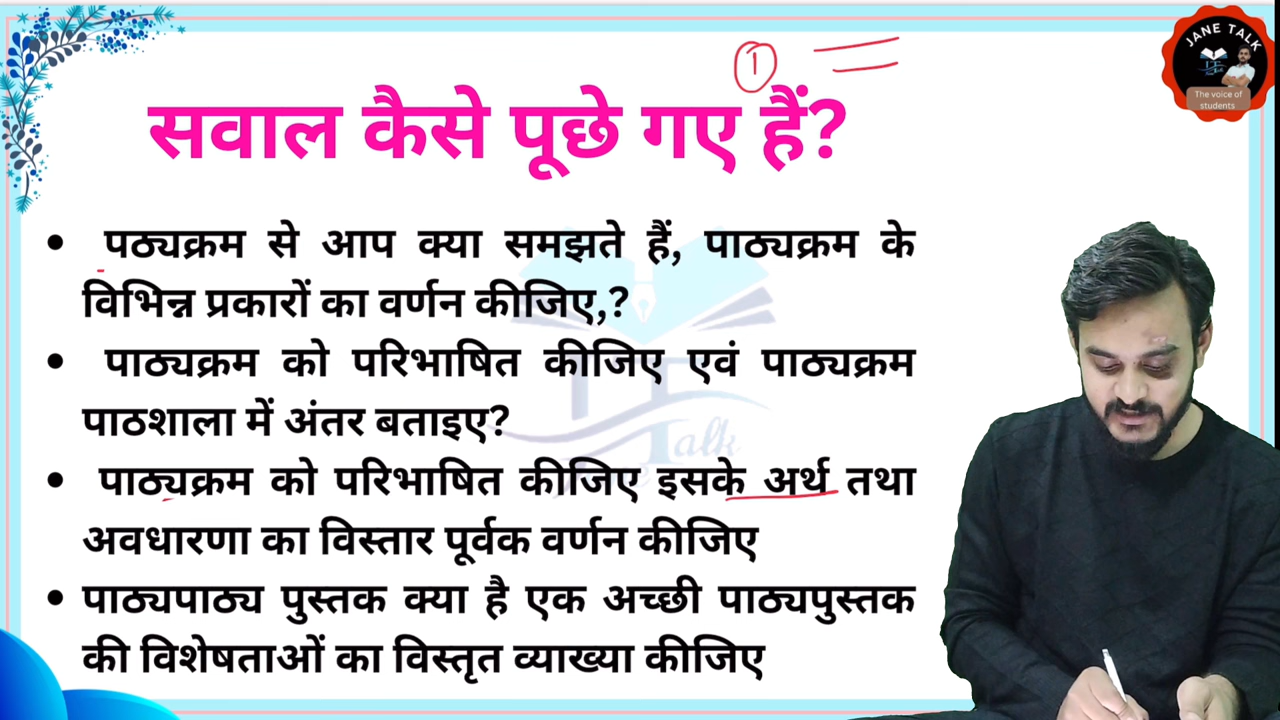 ①
JANE TALK
The voice of
students
सवाल कैसे पूछे गए हैं?
• पठ्यक्रम से आप क्या समझते हैं, पाठ्यक्रम के
विभिन्न प्रकारों का वर्णन कीजिए,?
• पाठ्यक्रम को परिभाषित कीजिए एवं पाठ्यक्रम
पाठशाला में अंतर बताइए?
• पाठ्यक्रम को परिभाषित कीजिए इसके अर्थ तथा
अवधारणा का विस्तार पूर्वक वर्णन कीजिए
• पाठ्यपाठ्य पुस्तक क्या है एक अच्छी पाठ्यपुस्तक
की विशेषताओं का विस्तृत व्याख्या कीजिए